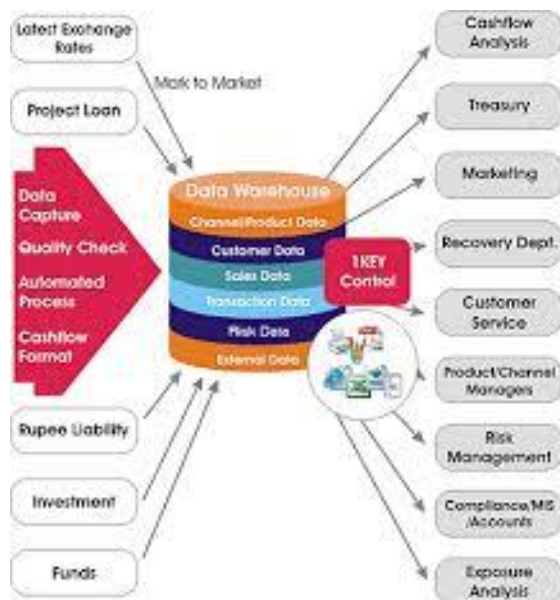 Latest Exchange
Rates
Mark to Market
Project Loan
Data
Capture
Quality Check
Automated
Process
Cashflow
Format
Rupee Liability
Investment
Funds
Data Warehouse
Channel/Product Data
Customer Data
Sales Data
Transaction Data
Risk Data
External Data
1KEY
Control
Cashflow
Analysis
Treasury
Marketing
Recovery Dept.
Customer
Service
Product/Channel
Managers
Risk
Management
Compliance/MIS
/Accounts
Exposure
Analysis